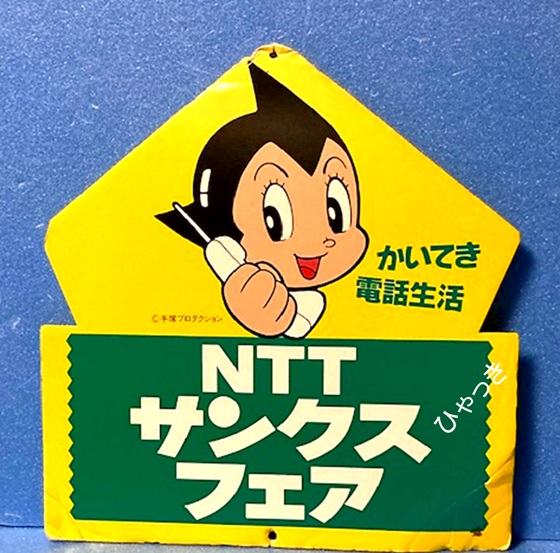 かいてき
電話生活
©手塚プロダクション
NTT
サンクス
フェア
ひゃっき